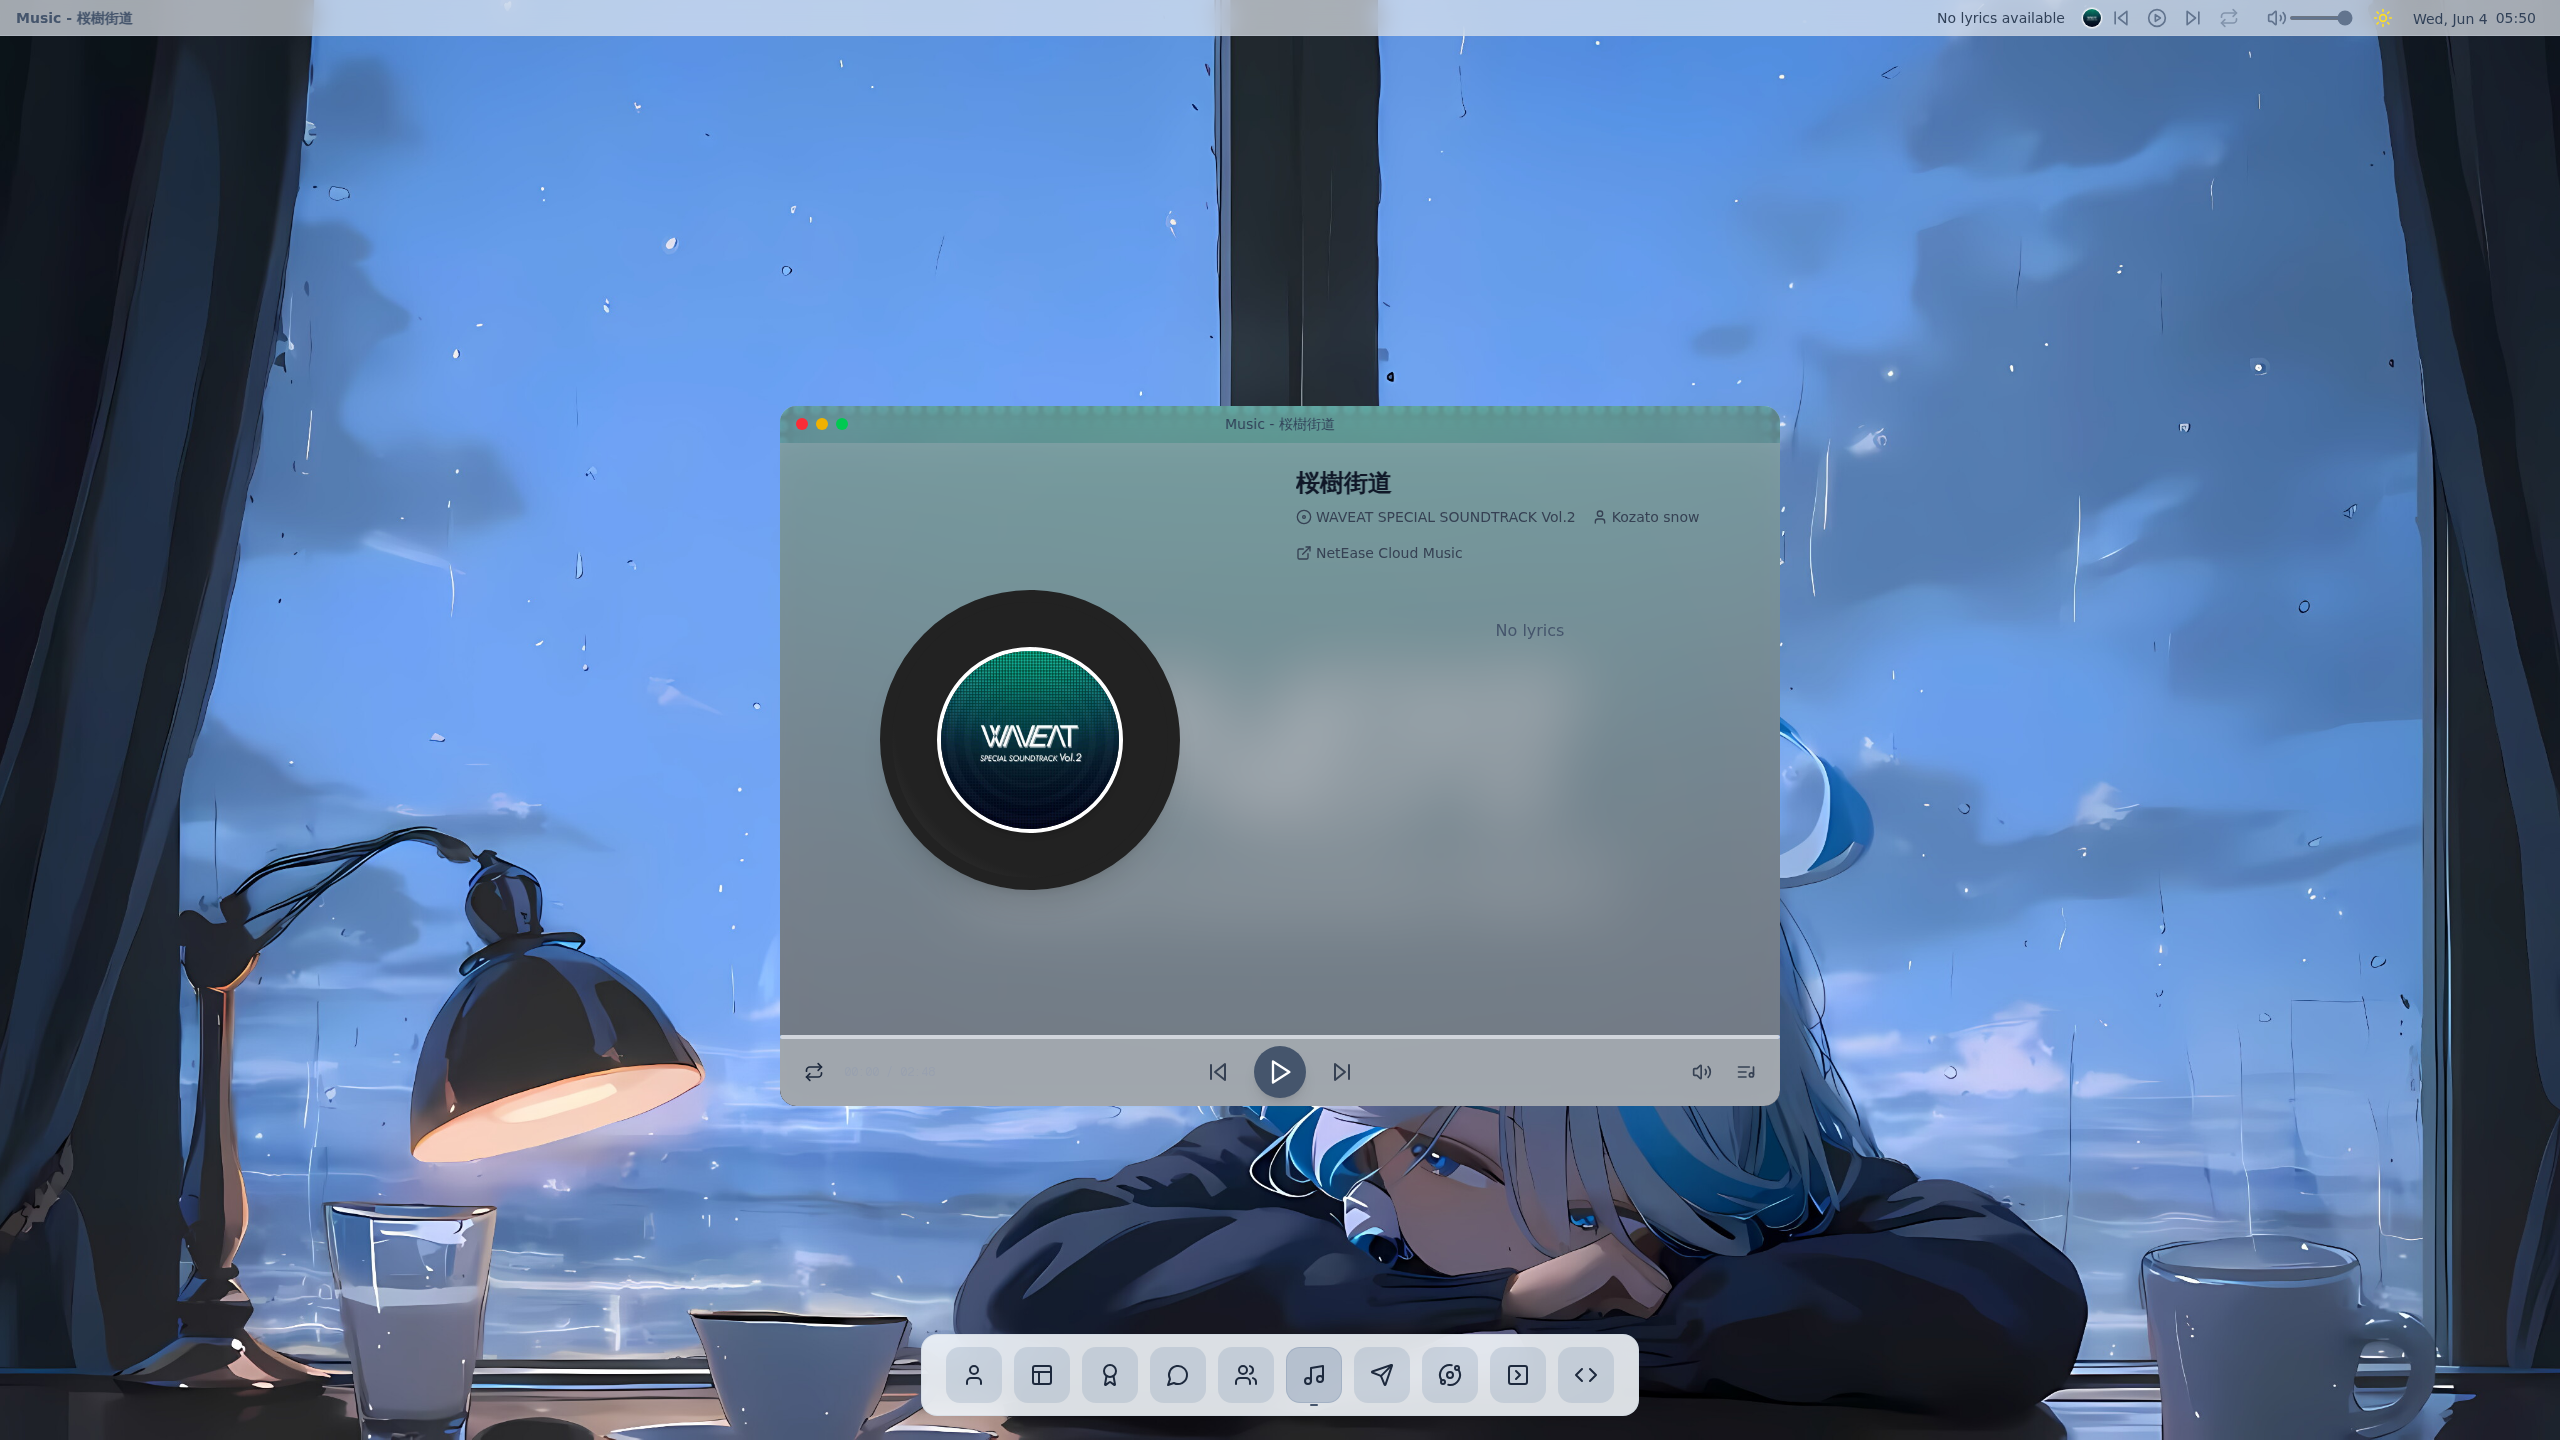 Music - 桜樹街道
No lyrics available
Wed, Jun 4 05:50
Music - 桜樹街道
桜樹街道
WAVEAT SPECIAL SOUNDTRACK Vol.2
Kozato snow
NetEase Cloud Music
No lyrics
WAVEAT
SPECIAL SOUNDTRACK Vol.2